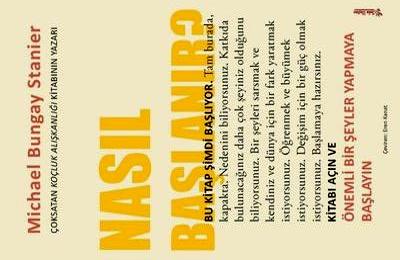 Michael Bungay Stanier
ÇOKSATAN KOÇLUK ALIŞKANLIĞI KİTABININ YAZARI
NASIL
BAŞLANIR?
BU KİTAP ŞİMDİ BAŞLIYOR. Tam burada,
kapakta. Nedenini biliyorsunuz. Katkıda
bulunacağınız daha çok şeyiniz olduğunu
biliyorsunuz. Bir şeyleri sarsmak ve
kendiniz ve dünya için bir fark yaratmak
istiyorsunuz. Öğrenmek ve büyümek
istiyorsunuz. Değişim için bir güç olmak
istiyorsunuz. Başlamaya hazırsınız.
KİTABI AÇIN VE
ÖNEMLİ BİR ŞEYLER YAPMAYA
BAŞLAYIN
Çeviren: Eren Kanat